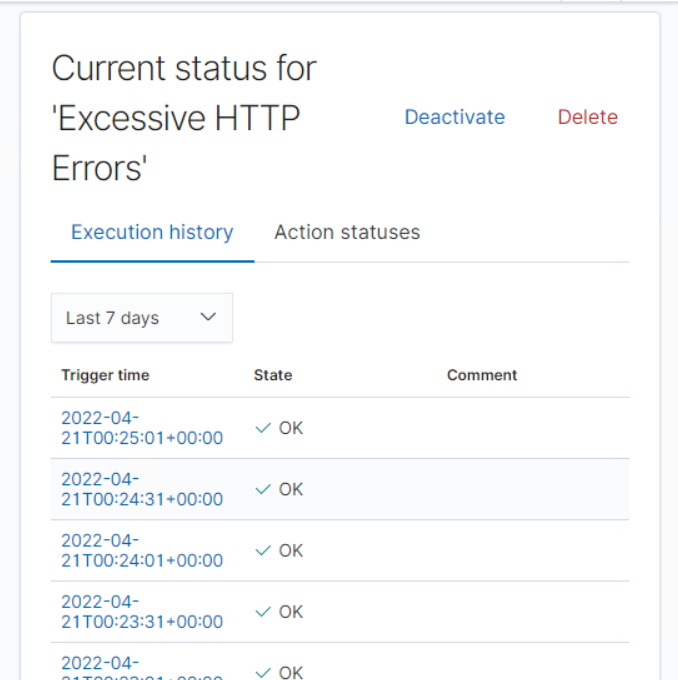 Current status for
'Excessive HTTP
Errors'
Deactivate
Delete
Execution history
Action statuses
Last 7 days
Trigger time State Comment
2022-04-
21T00:25:01+00:00
OK
2022-04-
21T00:24:31+00:00
OK
2022-04-
21T00:24:01+00:00
OK
2022-04-
21T00:23:31+00:00
OK
2022-04-
OK